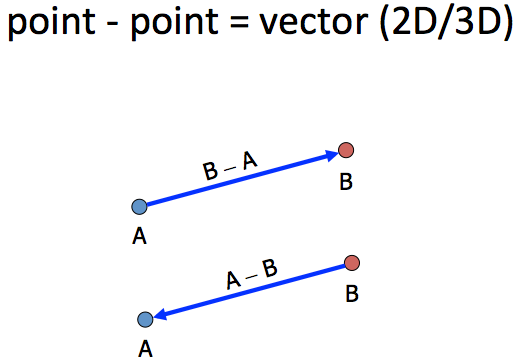 point - point = vector (2D/3D)
B – A
B
A
A – B
B
A